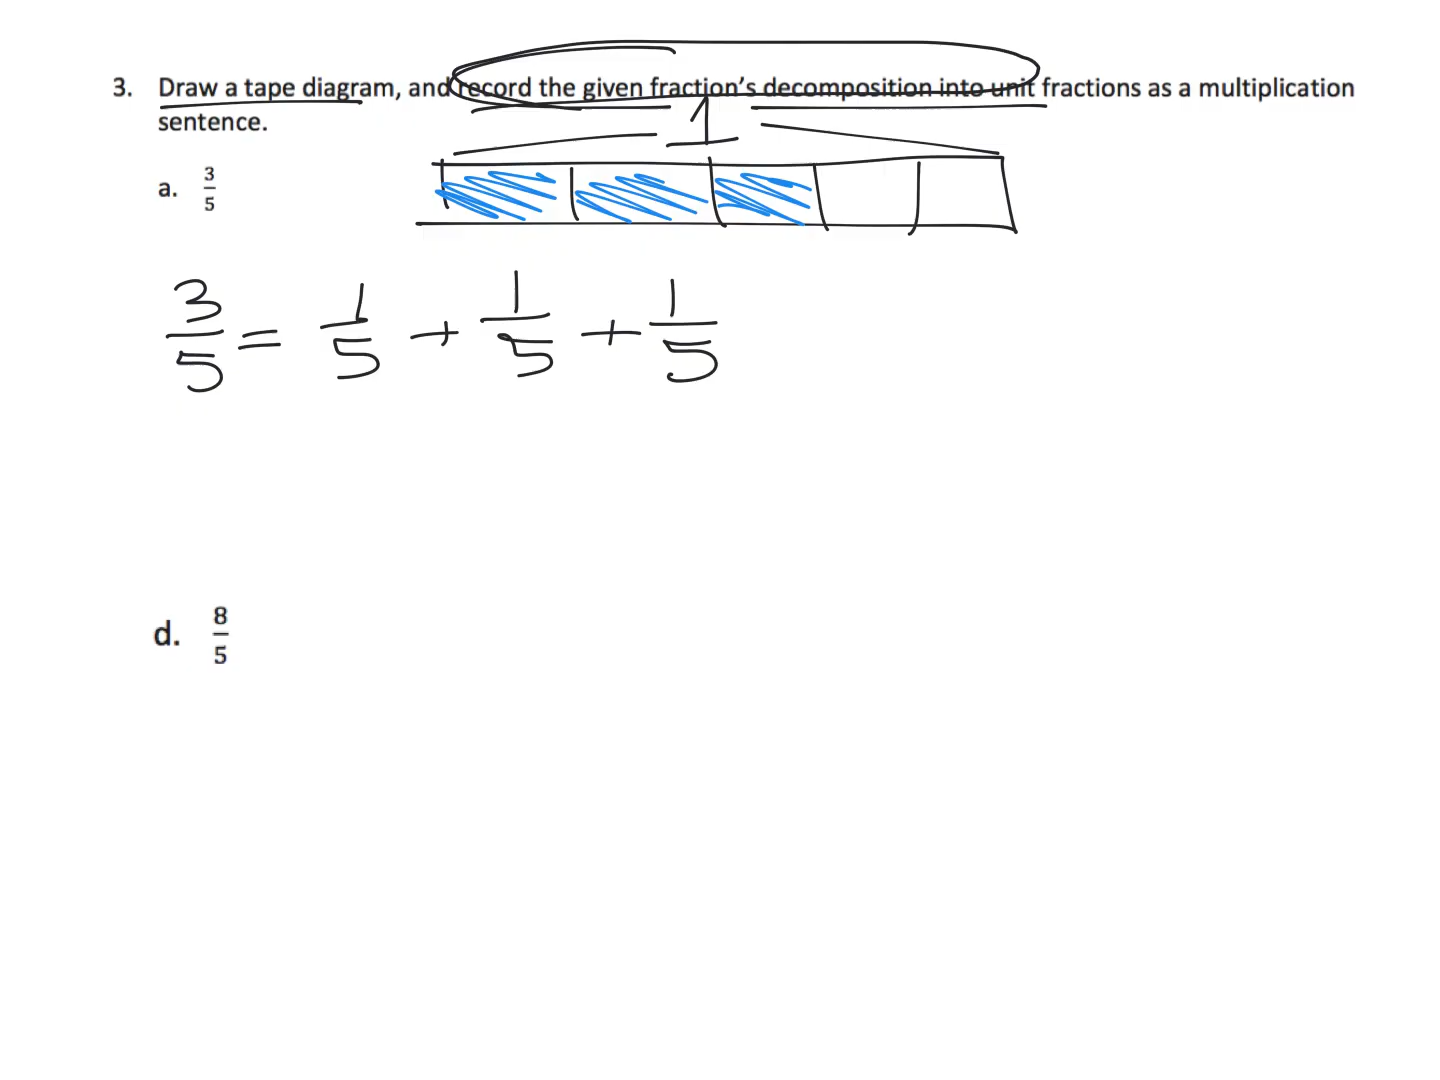 3. Draw a tape diagram, and record the given fraction's decomposition into unit fractions as a multiplication
sentence.
1
a. 3/5
3/5 = 1/5 + 1/5 + 1/5
d. 8/5